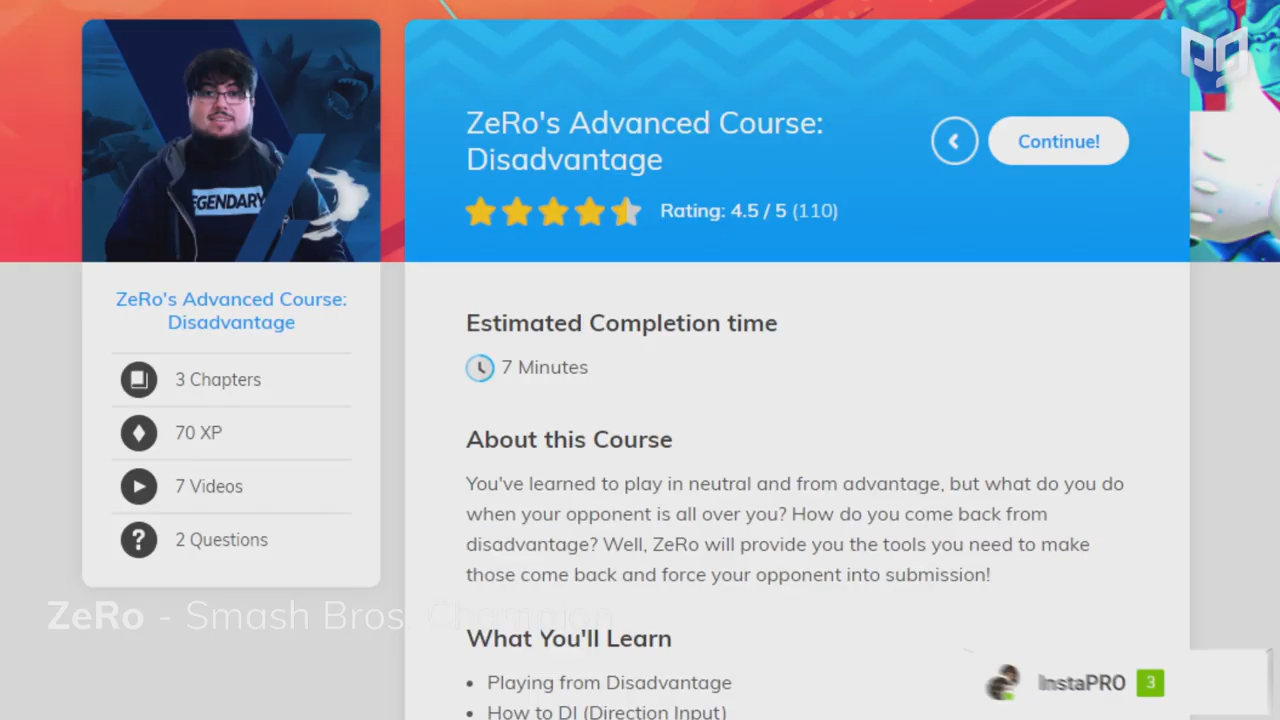 EGENDARY
ZeRo's Advanced Course:
Disadvantage
3 Chapters
70 XP
7 Videos
2 Questions
ZeRo's Advanced Course:
Disadvantage
Rating: 4.5 / 5 (110)
Continue!
Estimated Completion time
7 Minutes
About this Course
You've learned to play in neutral and from advantage, but what do you do
when your opponent is all over you? How do you come back from
disadvantage? Well, ZeRo will provide you the tools you need to make
those come back and force your opponent into submission!
ZeRo - Smash Bros. Champion
What You'll Learn
• Playing from Disadvantage
• How to DI (Direction Input)
InstaPRO 3
PG